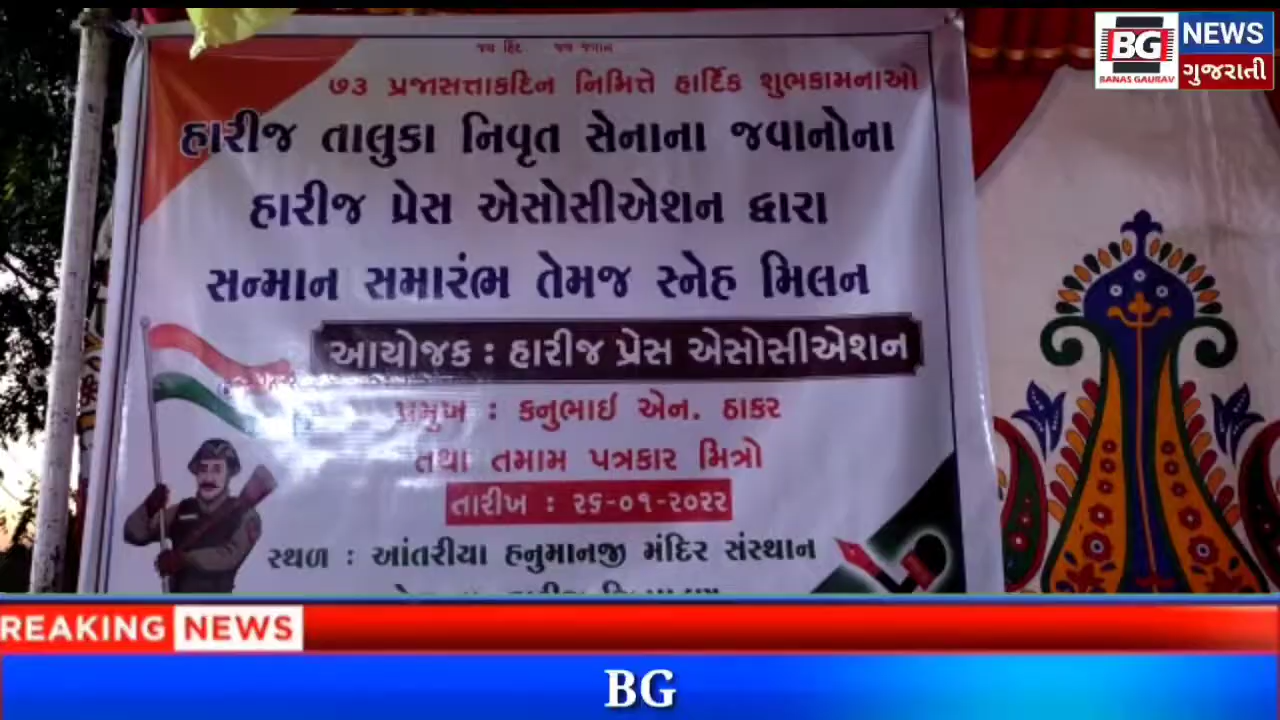 જય હિંદ જય જવાન
૭૩ પ્રજાસત્તાકદિન નિમિત્તે હાર્દિક શુભકામનાઓ
હારીજ તાલુકા નિવૃત સેનાના જવાનોના
હારીજ પ્રેસ એસોસીએશન દ્વારા
સન્માન સમારંભ તેમજ સ્નેહ મિલન
આયોજક : હારીજ પ્રેસ એસોસીએશન
પ્રમુખ : કનુભાઈ એન. ઠાકર
તથા તમામ પત્રકાર મિત્રો
તારીખ : ૨૬-૦૧-૨૦૨૨
સ્થળ : આંતરીયા હનુમાનજી મંદિર સંસ્થાન
BG
BANAS GAURAV
NEWS
ગુજરાતી
REAKING NEWS
BG